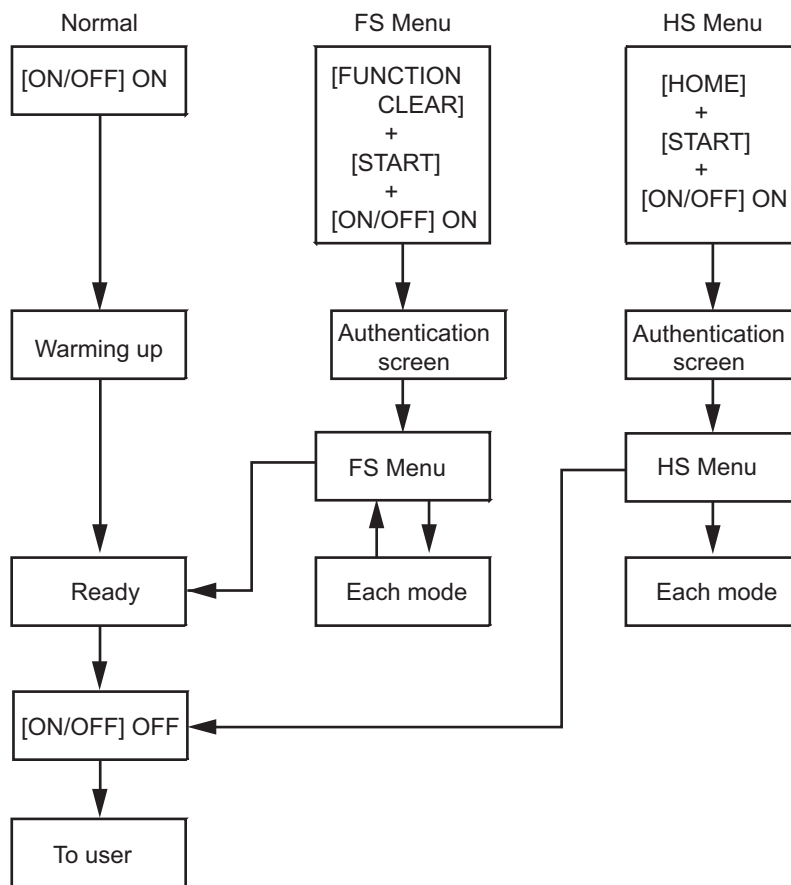 Normal
FS Menu
HS Menu
[ON/OFF] ON
[FUNCTION
CLEAR]
+
[START]
+
[ON/OFF] ON
[HOME]
+
[START]
+
[ON/OFF] ON
Warming up
Authentication
screen
Authentication
screen
FS Menu
HS Menu
Ready
Each mode
Each mode
[ON/OFF] OFF
To user